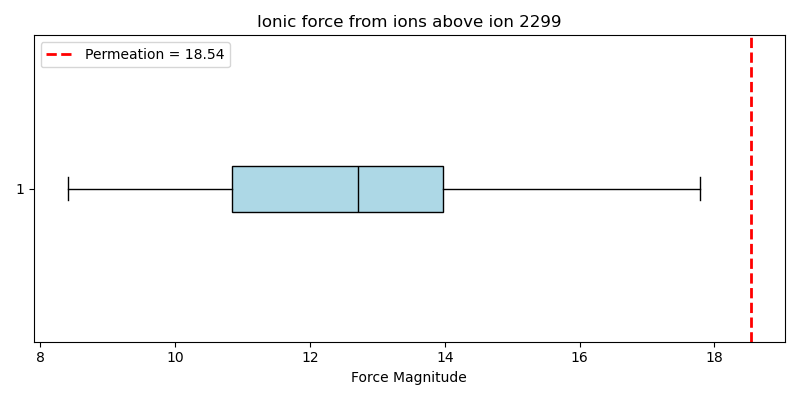 Ionic force from ions above ion 2299
Permeation = 18.54
1
8 10 12 14 16 18
Force Magnitude